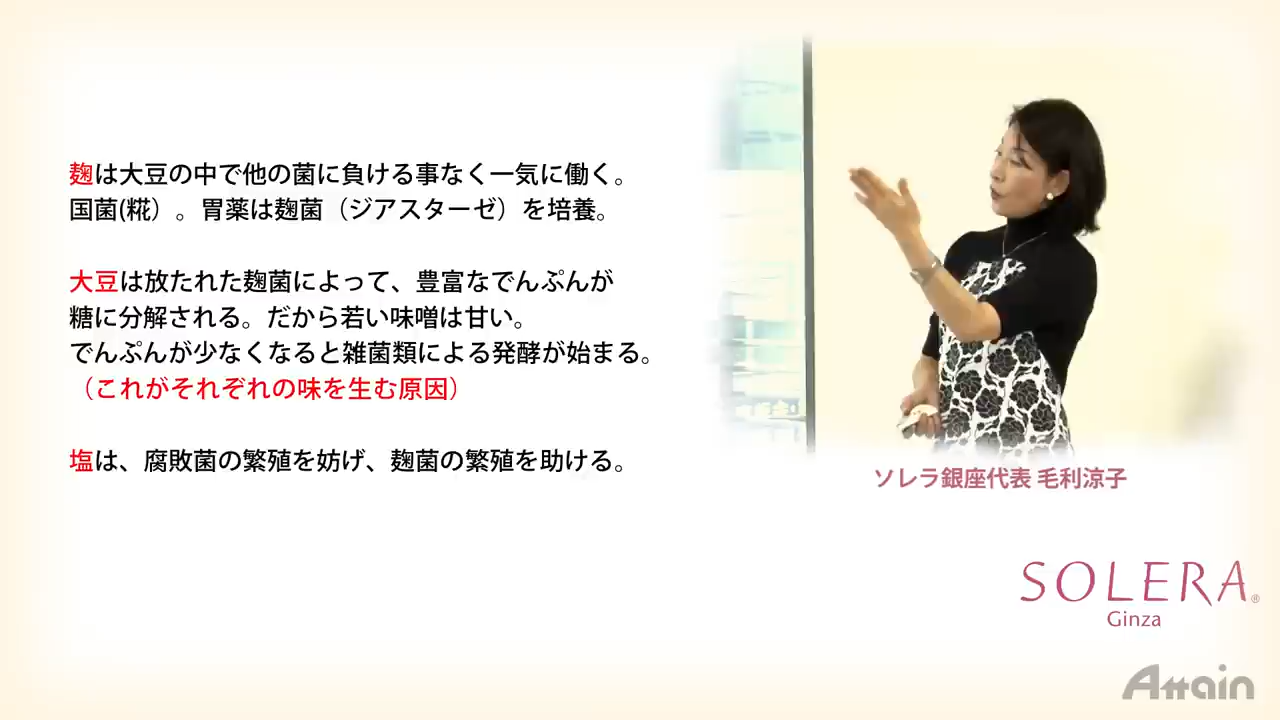 麹は大豆の中で他の菌に負ける事なく一気に働く。
国菌(糀）。胃薬は麹菌（ジアスターゼ）を培養。
大豆は放たれた麹菌によって、豊富なでんぷんが
糖に分解される。だから若い味噌は甘い。
でんぷんが少なくなると雑菌類による発酵が始まる。
（これがそれぞれの味を生む原因）
塩は、腐敗菌の繁殖を妨げ、麹菌の繁殖を助ける。
ソレラ銀座代表 毛利涼子
SOLERA®
Ginza
Attain